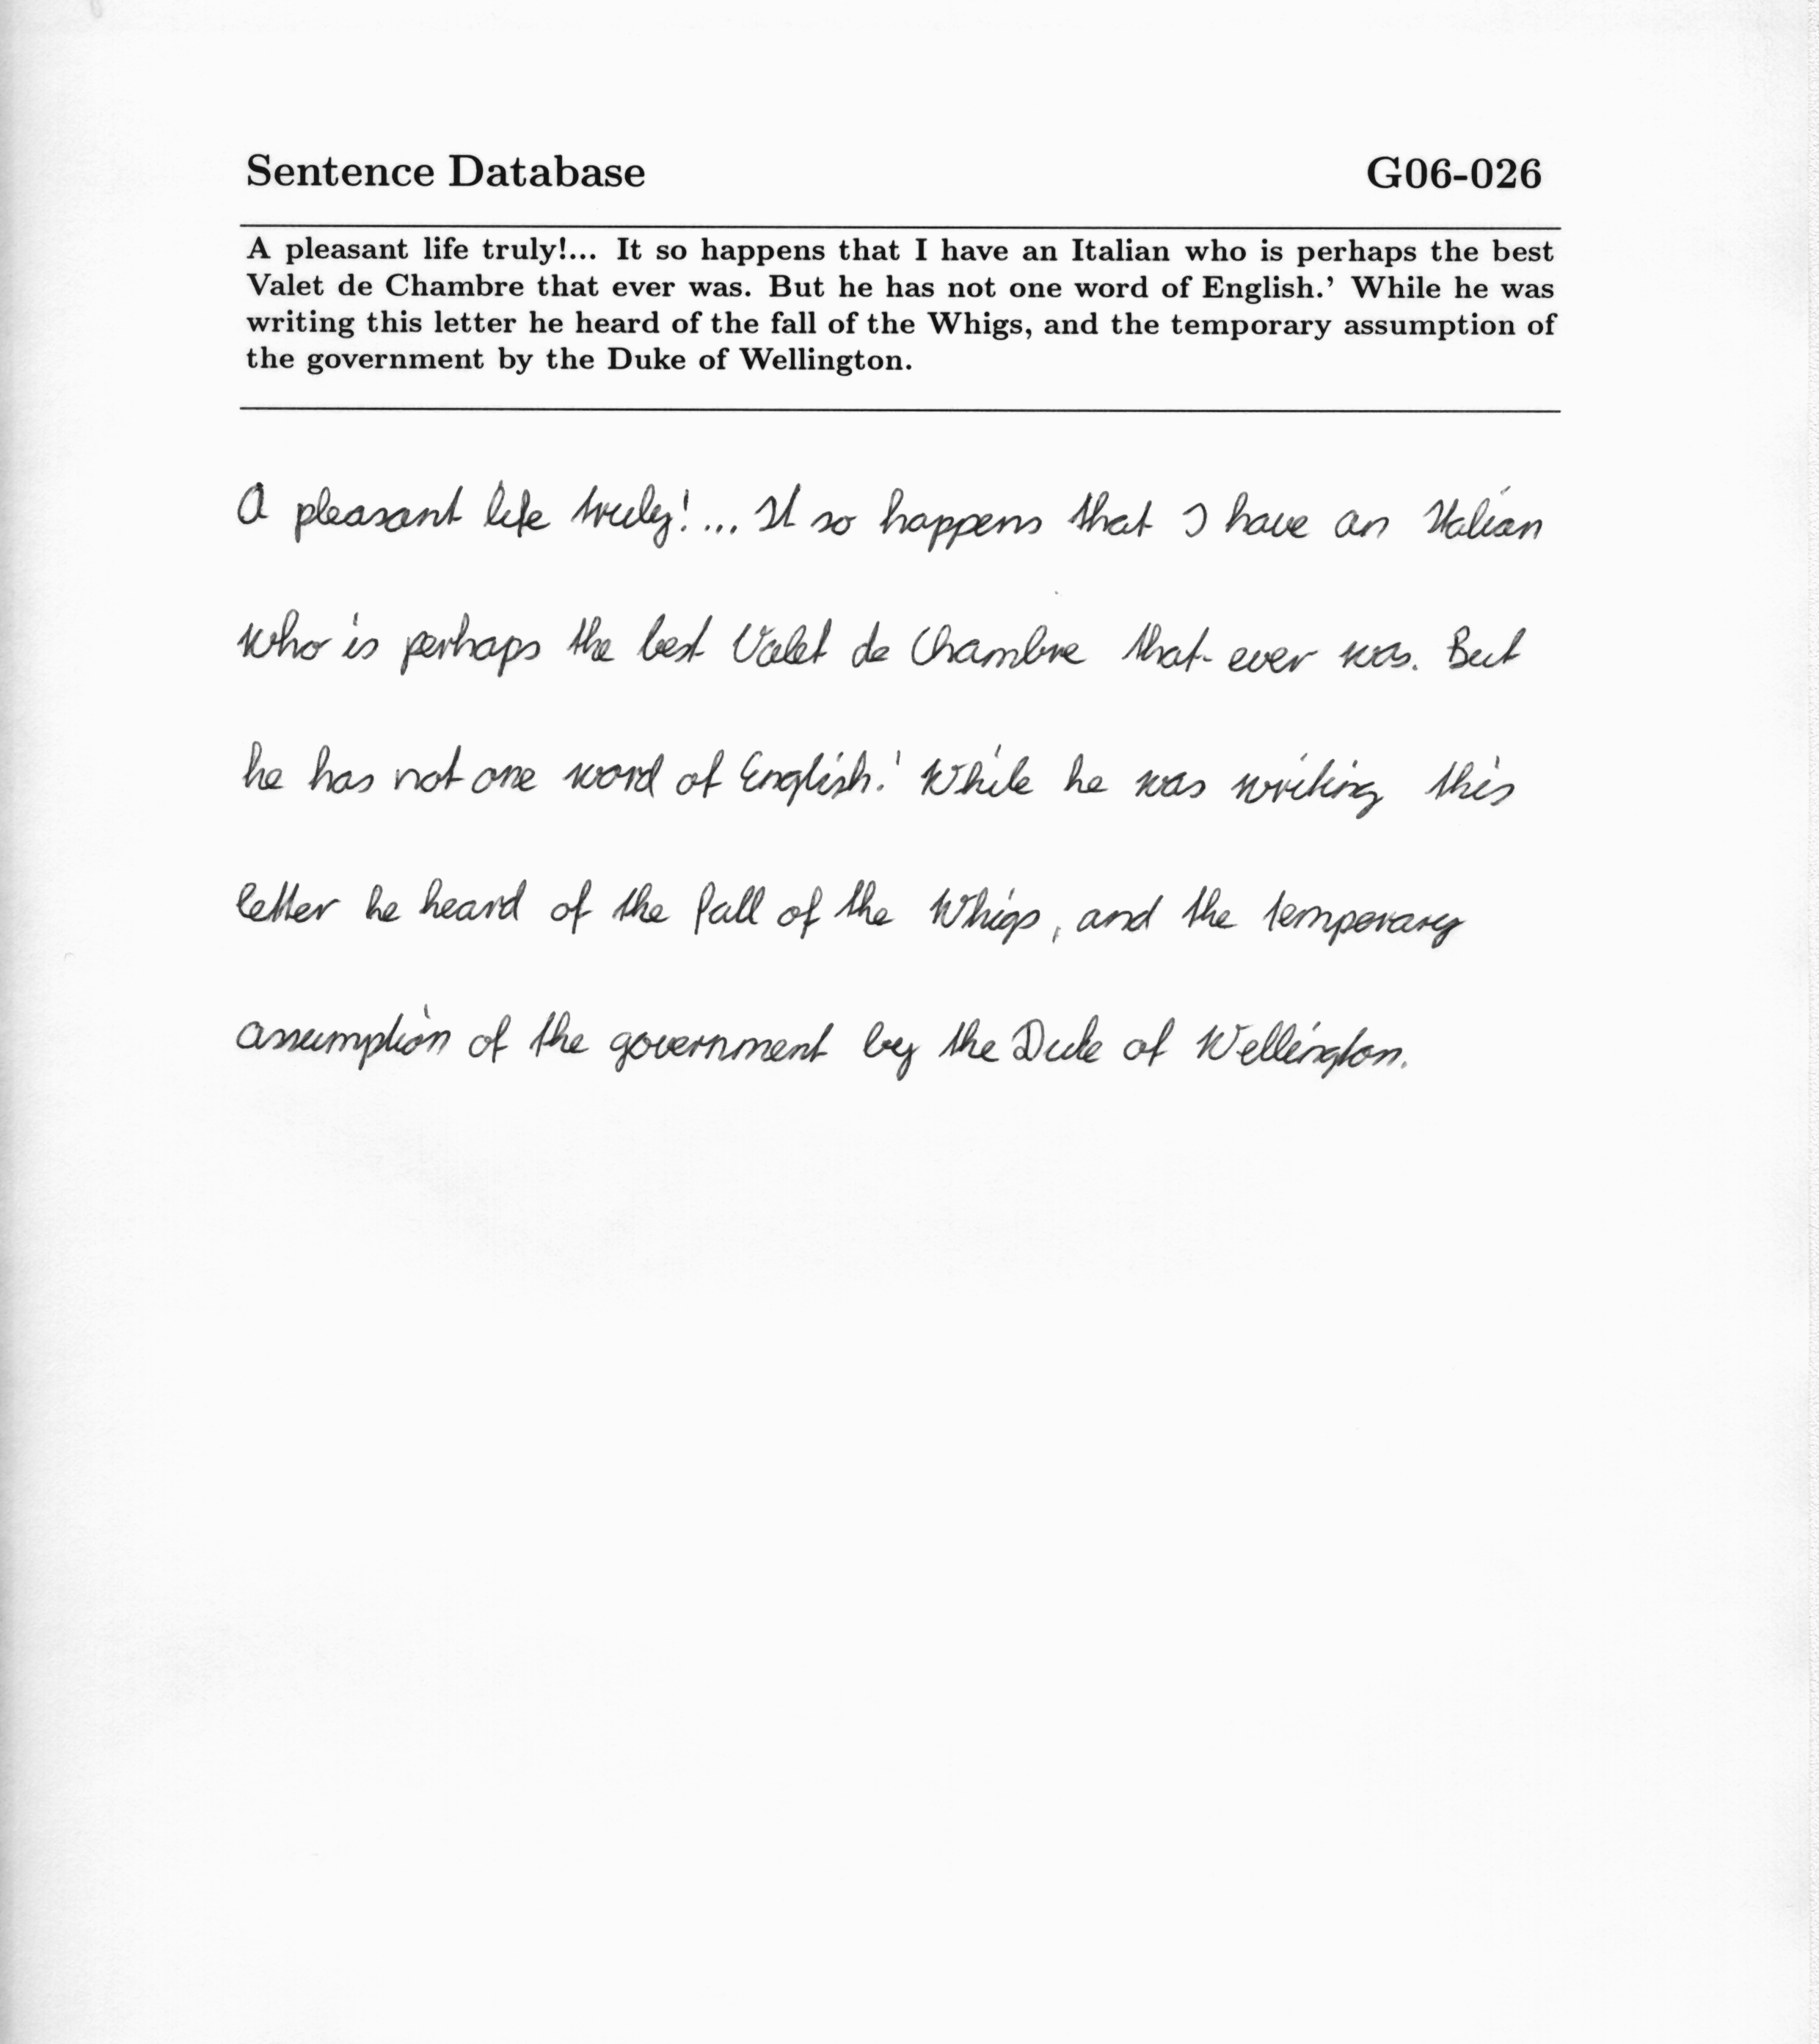 Sentence Database G06-026
A pleasant life truly!... It so happens that I have an Italian who is perhaps the best
Valet de Chambre that ever was. But he has not one word of English.' While he was
writing this letter he heard of the fall of the Whigs, and the temporary assumption of
the government by the Duke of Wellington.
A pleasant life truly!... It so happens that I have an Italian
who is perhaps the best Valet de Chambre that ever was. But
he has not one word of English.' While he was writing this
letter he heard of the fall of the Whigs, and the temporary
assumption of the government by the Duke of Wellington.